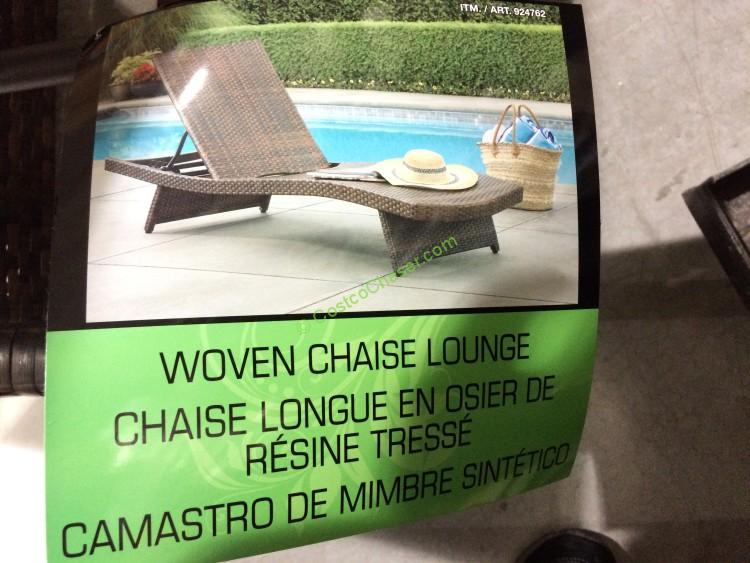 ITM. / ART. 924762
© CostcoChaser.com
WOVEN CHAISE LOUNGE
CHAISE LONGUE EN OSIER DE
RÉSINE TRESSÉ
CAMASTRO DE MIMBRE SINTÉTICO